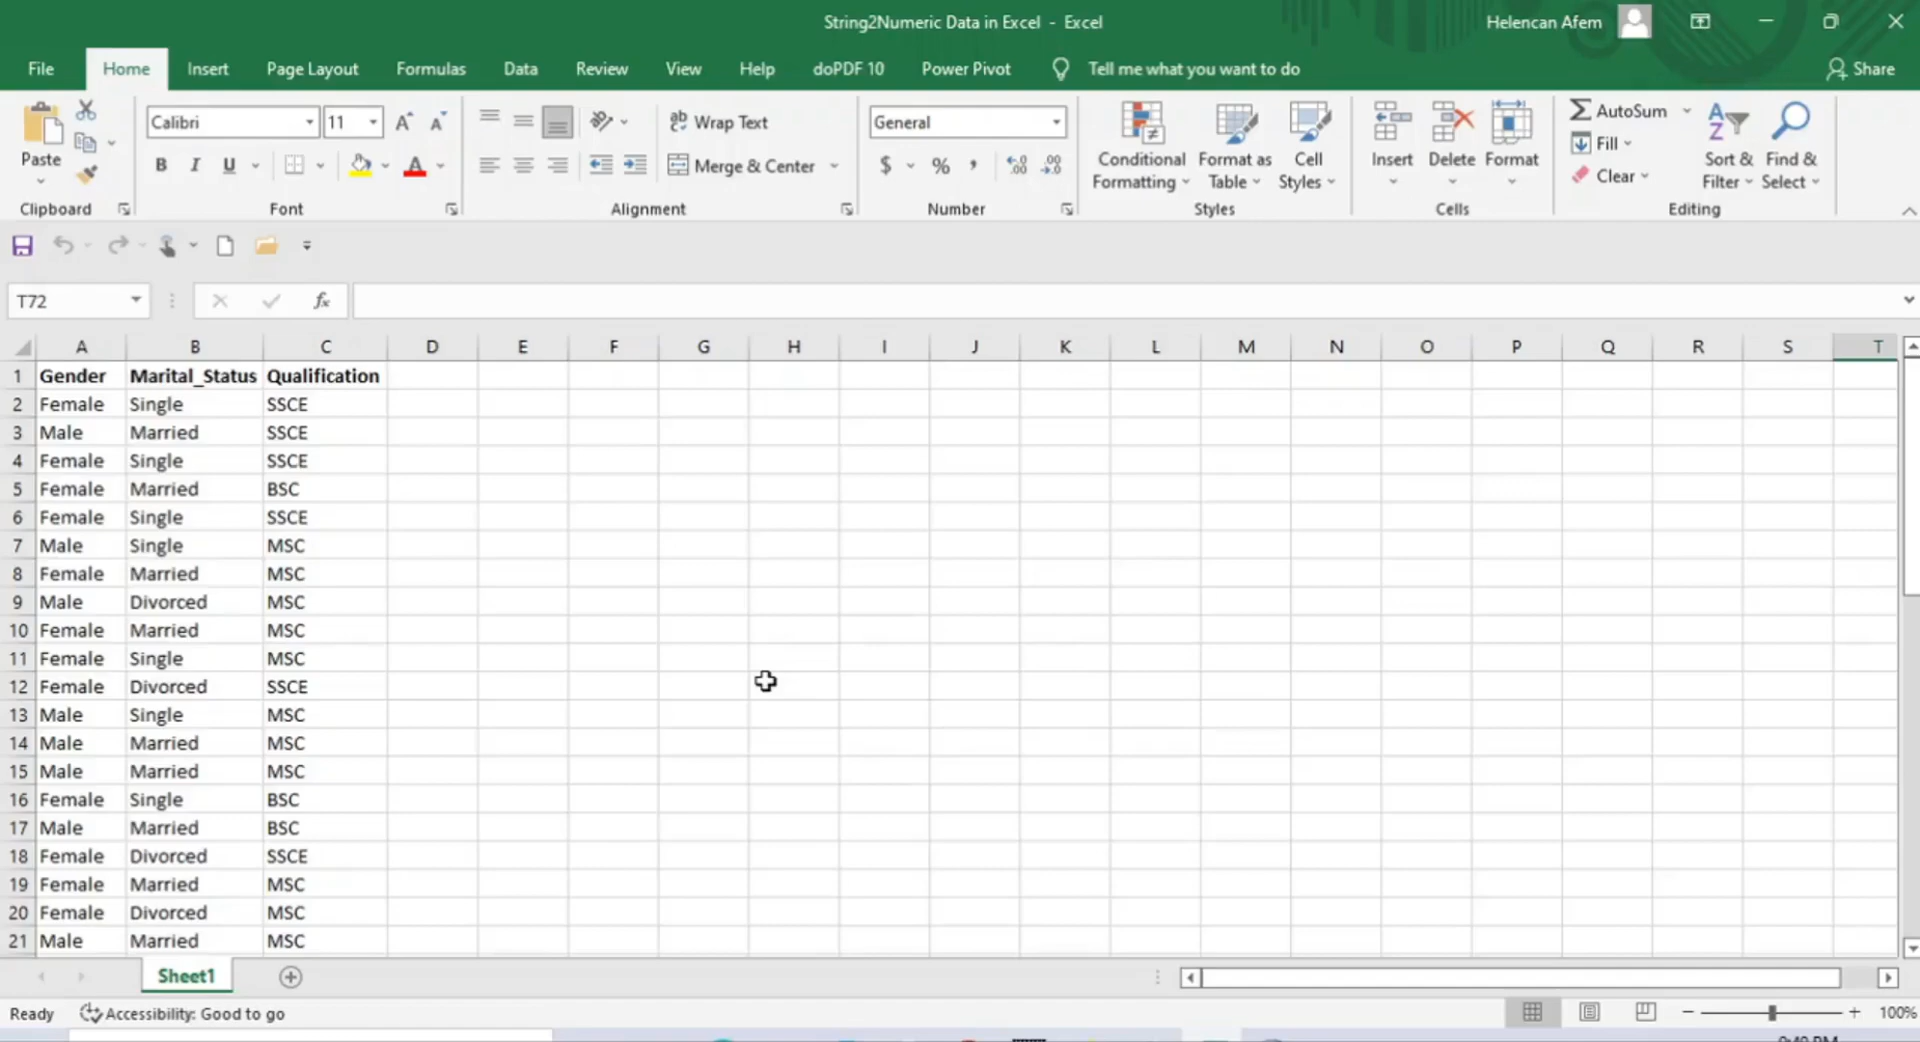 String2Numeric Data in Excel - Excel
Helencan Afem
File Home Insert Page Layout Formulas Data Review View Help doPDF 10 Power Pivot Tell me what you want to do Share
Paste
Clipboard
Calibri 11
B I U A
Font
ab Wrap Text
Merge & Center
Alignment
General
$ % ,
Number
Conditional Formatting
Format as Table
Cell Styles
Styles
Insert Delete Format
Cells
AutoSum
Fill
Clear
Sort & Filter
Find & Select
Editing
T72
fx
A B C D E F G H I J K L M N O P Q R S T
1 Gender Marital_Status Qualification
2 Female Single SSCE
3 Male Married SSCE
4 Female Single SSCE
5 Female Married BSC
6 Female Single SSCE
7 Male Single MSC
8 Female Married MSC
9 Male Divorced MSC
10 Female Married MSC
11 Female Single MSC
12 Female Divorced SSCE
13 Male Single MSC
14 Male Married MSC
15 Male Married MSC
16 Female Single BSC
17 Male Married BSC
18 Female Divorced SSCE
19 Female Married MSC
20 Female Divorced MSC
21 Male Married MSC
Sheet1
Ready Accessibility: Good to go 100%